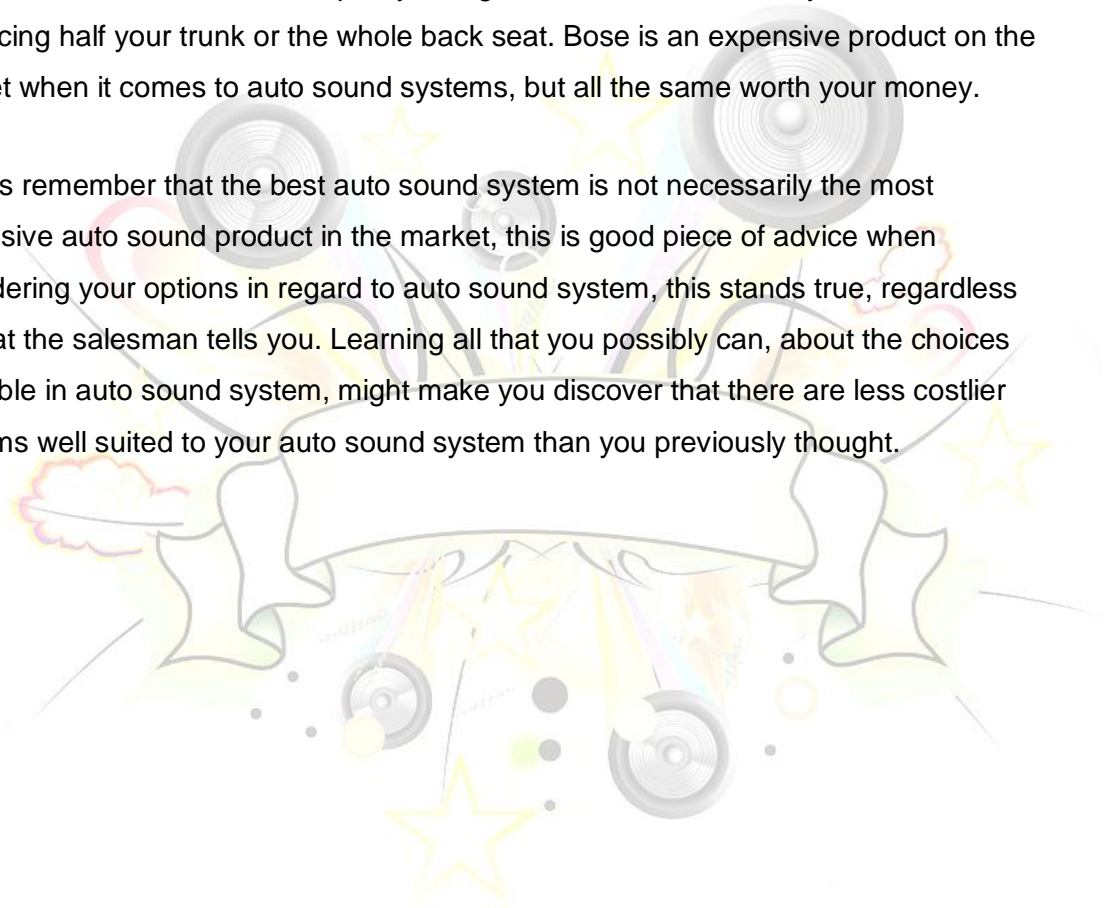 cing half your trunk or the whole back seat. Bose is an expensive product on the
et when it comes to auto sound systems, but all the same worth your money.
s remember that the best auto sound system is not necessarily the most
sive auto sound product in the market, this is good piece of advice when
dering your options in regard to auto sound system, this stands true, regardless
at the salesman tells you. Learning all that you possibly can, about the choices
ble in auto sound system, might make you discover that there are less costlier
ms well suited to your auto sound system than you previously thought.